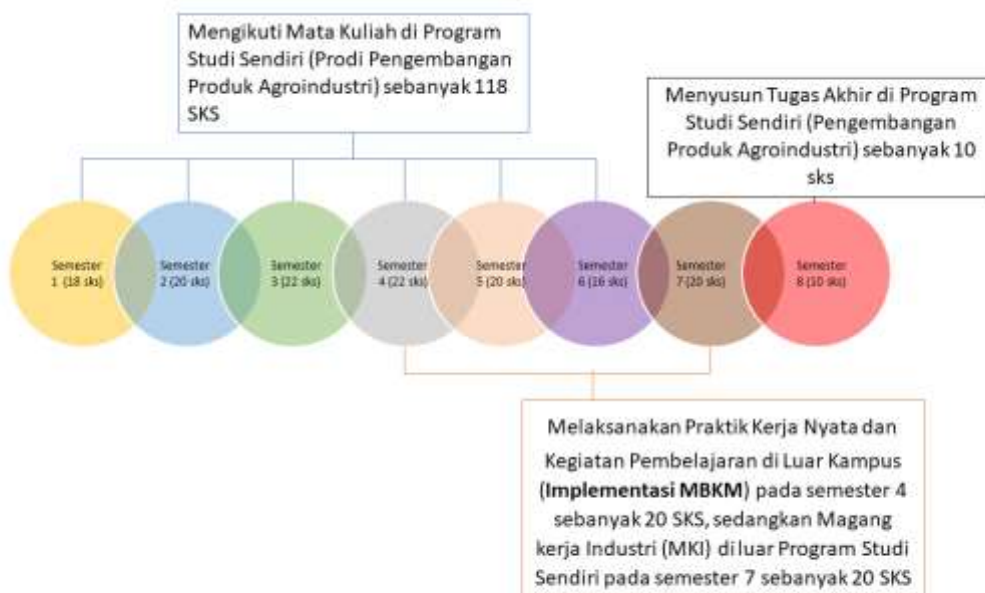 Mengikuti Mata Kuliah di Program
Studi Sendiri (Prodi Pengembangan
Produk Agroindustri) sebanyak 118
SKS
Menyusun Tugas Akhir di Program
Studi Sendiri (Pengembangan
Produk Agroindustri) sebanyak 10
sks
Semester
1 (18 sks)
Semester
2 (20 sks)
Semester
3 (22 sks)
Semester
4 (22 sks)
Semester
5 (20 sks)
Semester
6 (16 sks)
Semester
7 (20 sks)
Semester
8 (10 sks)
Melaksanakan Praktik Kerja Nyata dan
Kegiatan Pembelajaran di Luar Kampus
(Implementasi MBKM) pada semester 4
sebanyak 20 SKS, sedangkan Magang
kerja Industri (MKI) di luar Program Studi
Sendiri pada semester 7 sebanyak 20 SKS